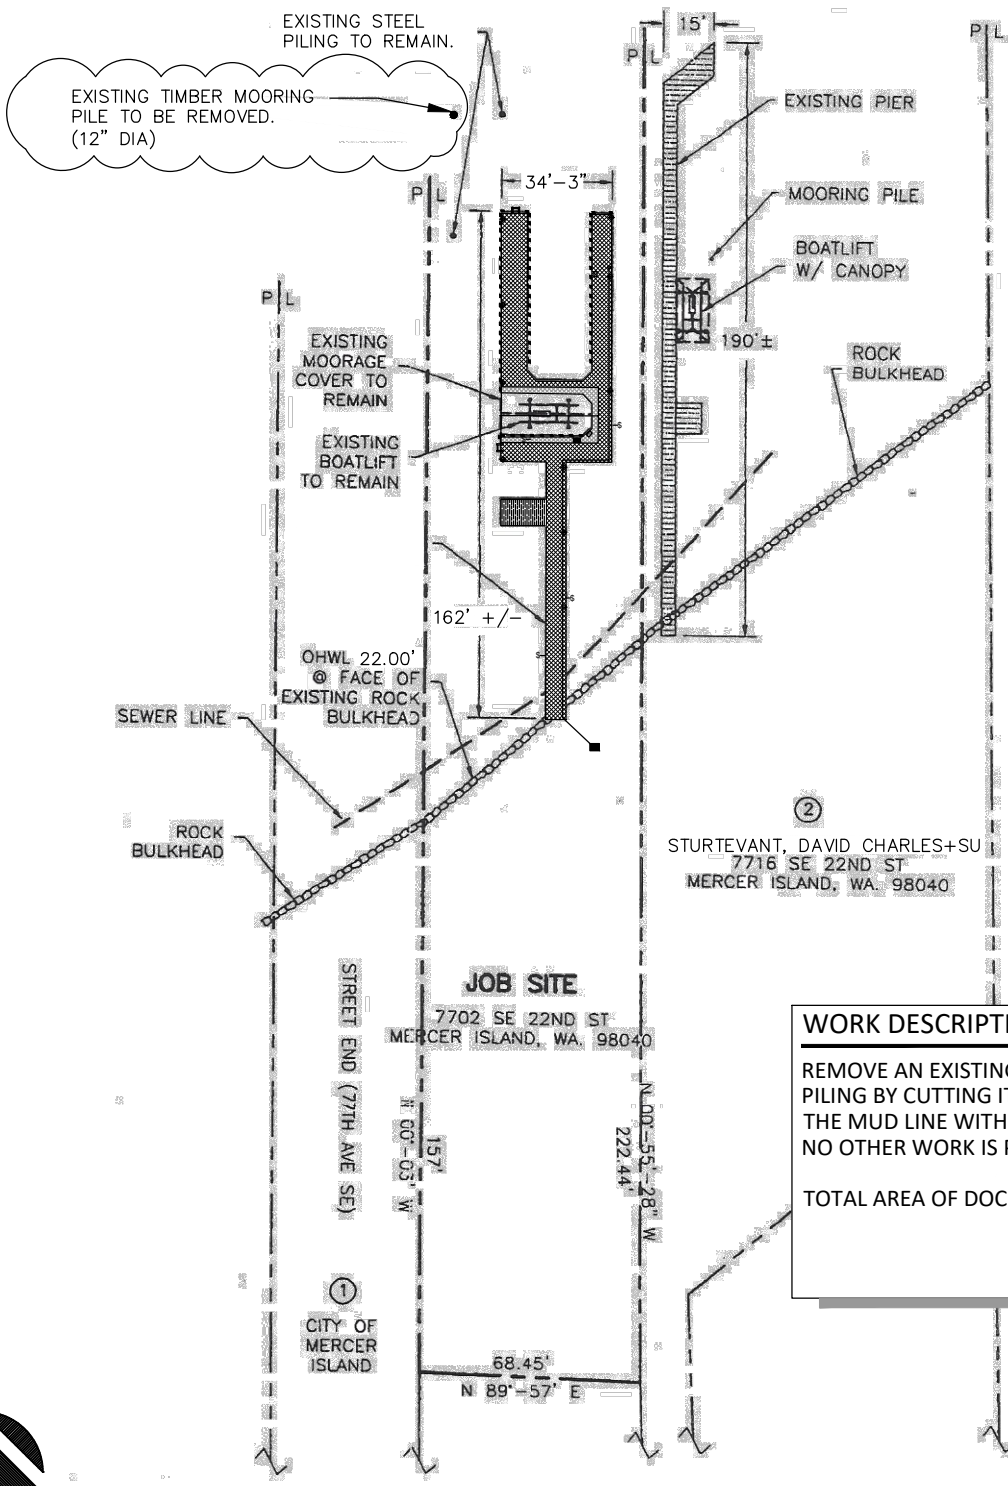 EXISTING STEEL
PILING TO REMAIN.
EXISTING TIMBER MOORING
PILE TO BE REMOVED.
(12" DIA)
15'
P L
P L
EXISTING PIER
34'-3"
P L
MOORING PILE
BOATLIFT
W/ CANOPY
P L
EXISTING
MOORAGE
COVER TO
REMAIN
190'±
ROCK
BULKHEAD
EXISTING
BOATLIFT
TO REMAIN
S
S
S
162' +/-
OHWL 22.00'
@ FACE OF
EXISTING ROCK
BULKHEAD
SEWER LINE
ROCK
BULKHEAD
2
STURTEVANT, DAVID CHARLES+SU
7716 SE 22ND ST
MERCER ISLAND, WA. 98040
JOB SITE
7702 SE 22ND ST
MERCER ISLAND, WA. 98040
STREET END (77TH AVE SE)
N 00°-03' W
157'
N 00°-55'-28" W
222.44'
WORK DESCRIPT
REMOVE AN EXISTING
PILING BY CUTTING IT
THE MUD LINE WITH
NO OTHER WORK IS
TOTAL AREA OF DOC
1
CITY OF
MERCER
ISLAND
68.45'
N 89°-57' E